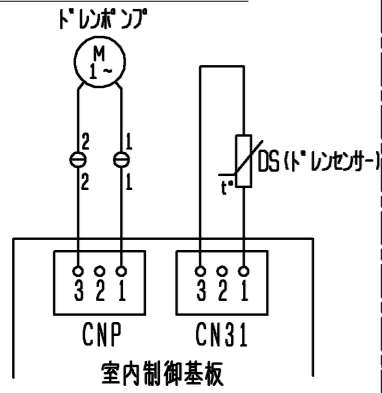 ドレンポンプ
M
1~
2 1
2 1
DS(ドレンセンサー)
t°
3 2 1 3 2 1
CNP CN31
室内制御基板